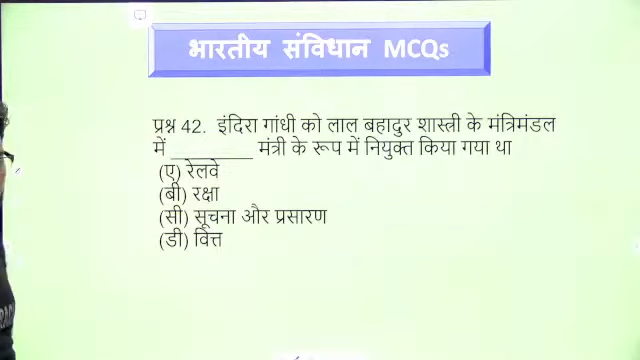 भारतीय संविधान MCQs
प्रश्न 42. इंदिरा गांधी को लाल बहादुर शास्त्री के मंत्रिमंडल
में ________ मंत्री के रूप में नियुक्त किया गया था
(ए) रेलवे
(बी) रक्षा
(सी) सूचना और प्रसारण
(डी) वित्त